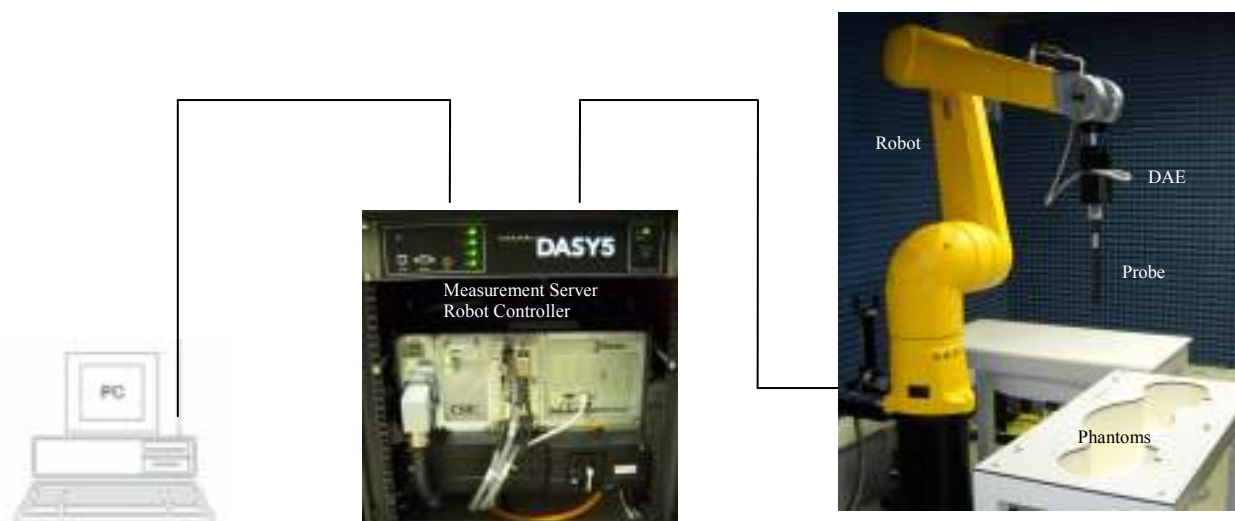 PC
DASY5
Measurement Server
Robot Controller
Robot
DAE
Probe
Phantoms